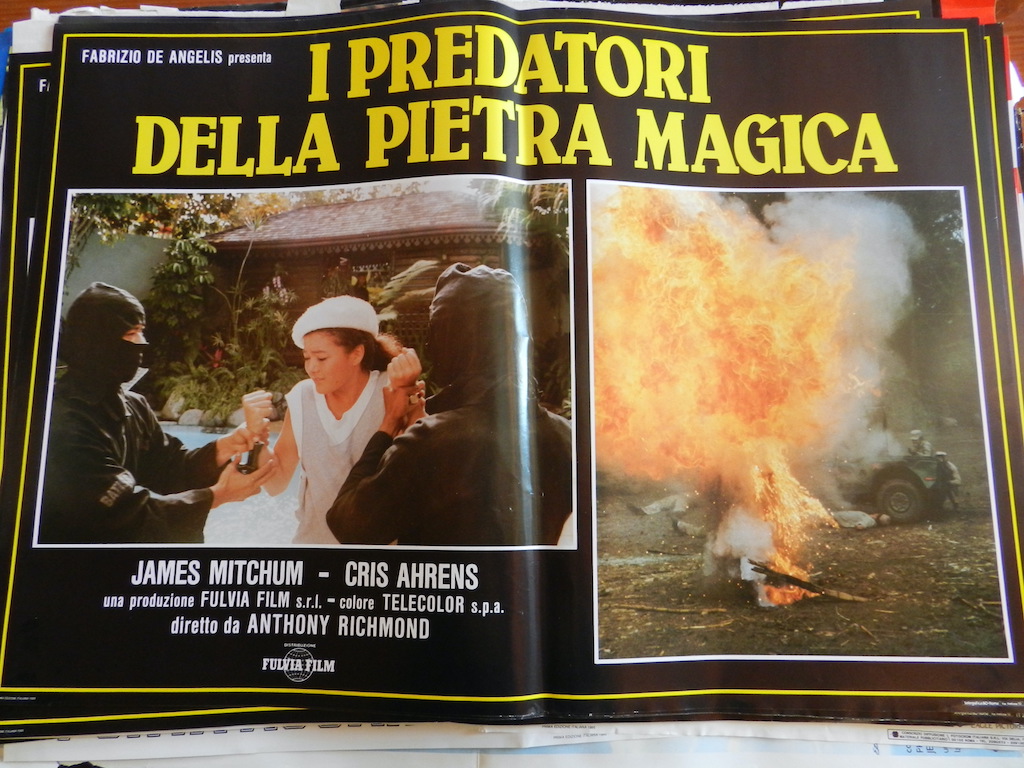 FABRIZIO DE ANGELIS presenta
I PREDATORI
DELLA PIETRA MAGICA
JAMES MITCHUM - CRIS AHRENS
una produzione FULVIA FILM s.r.l. - colore TELECOLOR s.p.a.
diretto da ANTHONY RICHMOND
DISTRIBUZIONE
FULVIA FILM
F